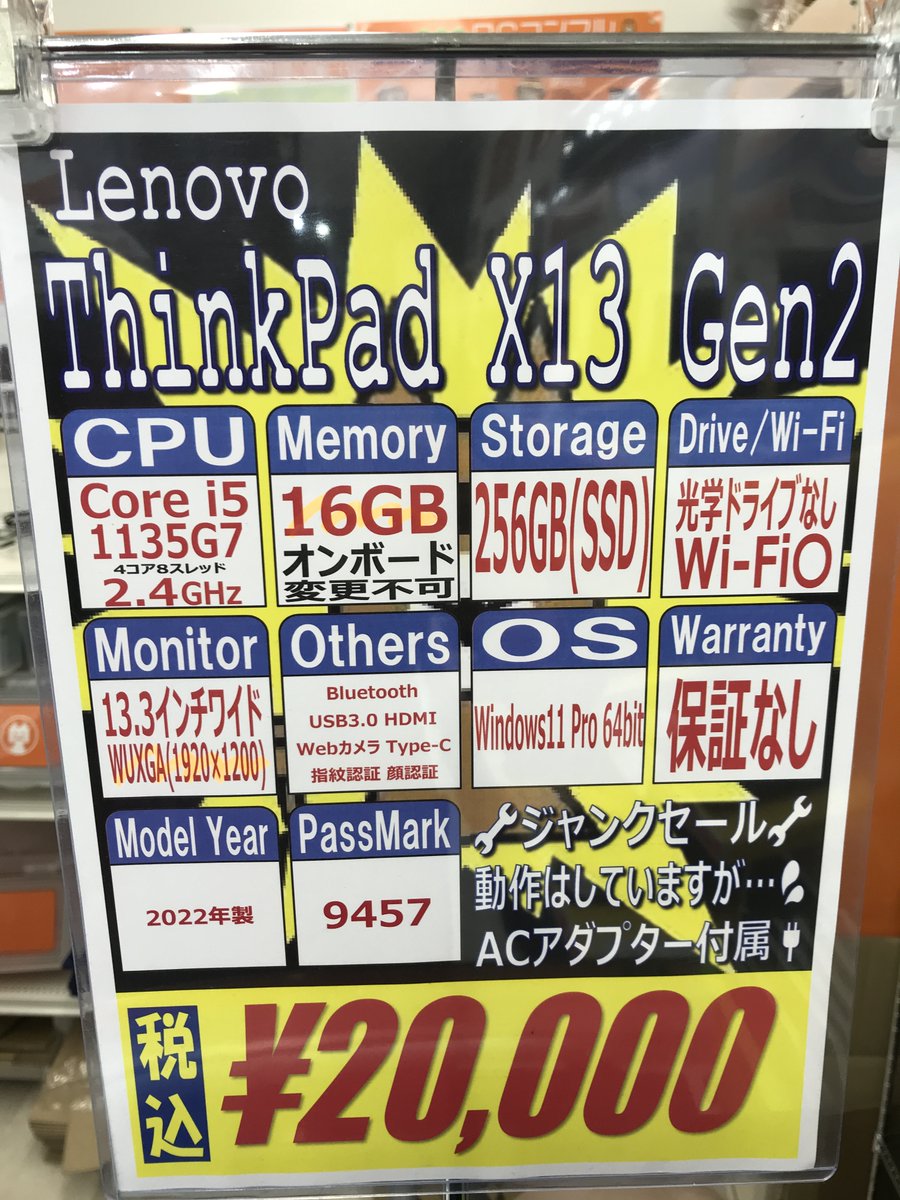 Lenovo
ThinkPad X13 Gen2
CPU
Core i5
1135G7
4コア8スレッド
2.4GHz
Memory
16GB
オンボード
変更不可
Storage
256GB(SSD)
Drive/Wi-Fi
光学ドライブなし
Wi-Fi〇
Monitor
13.3インチワイド
WUXGA(1920×1200)
Others
Bluetooth
USB3.0 HDMI
Webカメラ Type-C
指紋認証 顔認証
OS
Windows11 Pro 64bit
Warranty
保証なし
Model Year
2022年製
PassMark
9457
ジャンクセール
動作はしていますが…
ACアダプター付属
税込
¥20,000